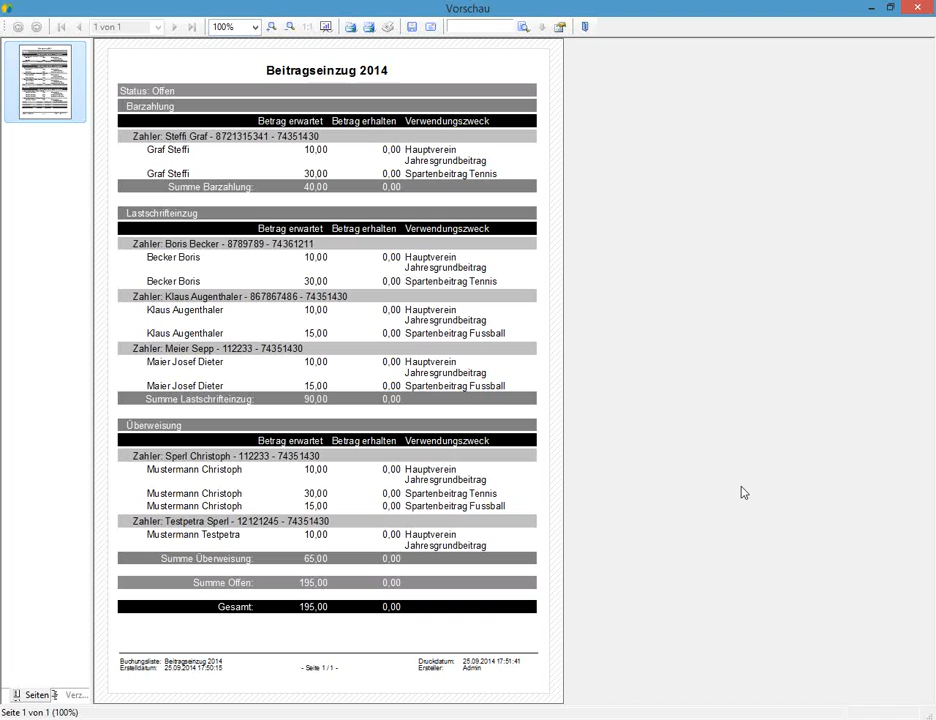 Vorschau
1 von 1
100%
1:1
Beitragseinzug 2014
Status: Offen
Barzahlung
Betrag erwartet Betrag erhalten Verwendungszweck
Zahler: Steffi Graf - 8721315341 - 74351430
Graf Steffi 10,00 0,00 Hauptverein
Jahresgrundbeitrag
Graf Steffi 30,00 0,00 Spartenbeitrag Tennis
Summe Barzahlung: 40,00 0,00
Lastschrifteinzug
Betrag erwartet Betrag erhalten Verwendungszweck
Zahler: Boris Becker - 8789789 - 74361211
Becker Boris 10,00 0,00 Hauptverein
Jahresgrundbeitrag
Becker Boris 30,00 0,00 Spartenbeitrag Tennis
Zahler: Klaus Augenthaler - 867867486 - 74351430
Klaus Augenthaler 10,00 0,00 Hauptverein
Jahresgrundbeitrag
Klaus Augenthaler 15,00 0,00 Spartenbeitrag Fussball
Zahler: Meier Sepp - 112233 - 74351430
Maier Josef Dieter 10,00 0,00 Hauptverein
Jahresgrundbeitrag
Maier Josef Dieter 15,00 0,00 Spartenbeitrag Fussball
Summe Lastschrifteinzug: 90,00 0,00
Überweisung
Betrag erwartet Betrag erhalten Verwendungszweck
Zahler: Sperl Christoph - 112233 - 74351430
Mustermann Christoph 10,00 0,00 Hauptverein
Jahresgrundbeitrag
Mustermann Christoph 30,00 0,00 Spartenbeitrag Tennis
Mustermann Christoph 15,00 0,00 Spartenbeitrag Fussball
Zahler: Testpetra Sperl - 12121245 - 74351430
Mustermann Testpetra 10,00 0,00 Hauptverein
Jahresgrundbeitrag
Summe Überweisung: 65,00 0,00
Summe Offen: 195,00 0,00
Gesamt: 195,00 0,00
Buchungsliste: Beitragseinzug 2014 Druckdatum: 25.09.2014 17:51:41
Erstelldatum: 25.09.2014 17:50:15 - Seite 1 / 1 - Ersteller: Admin
Seiten Verz...
Seite 1 von 1 (100%)